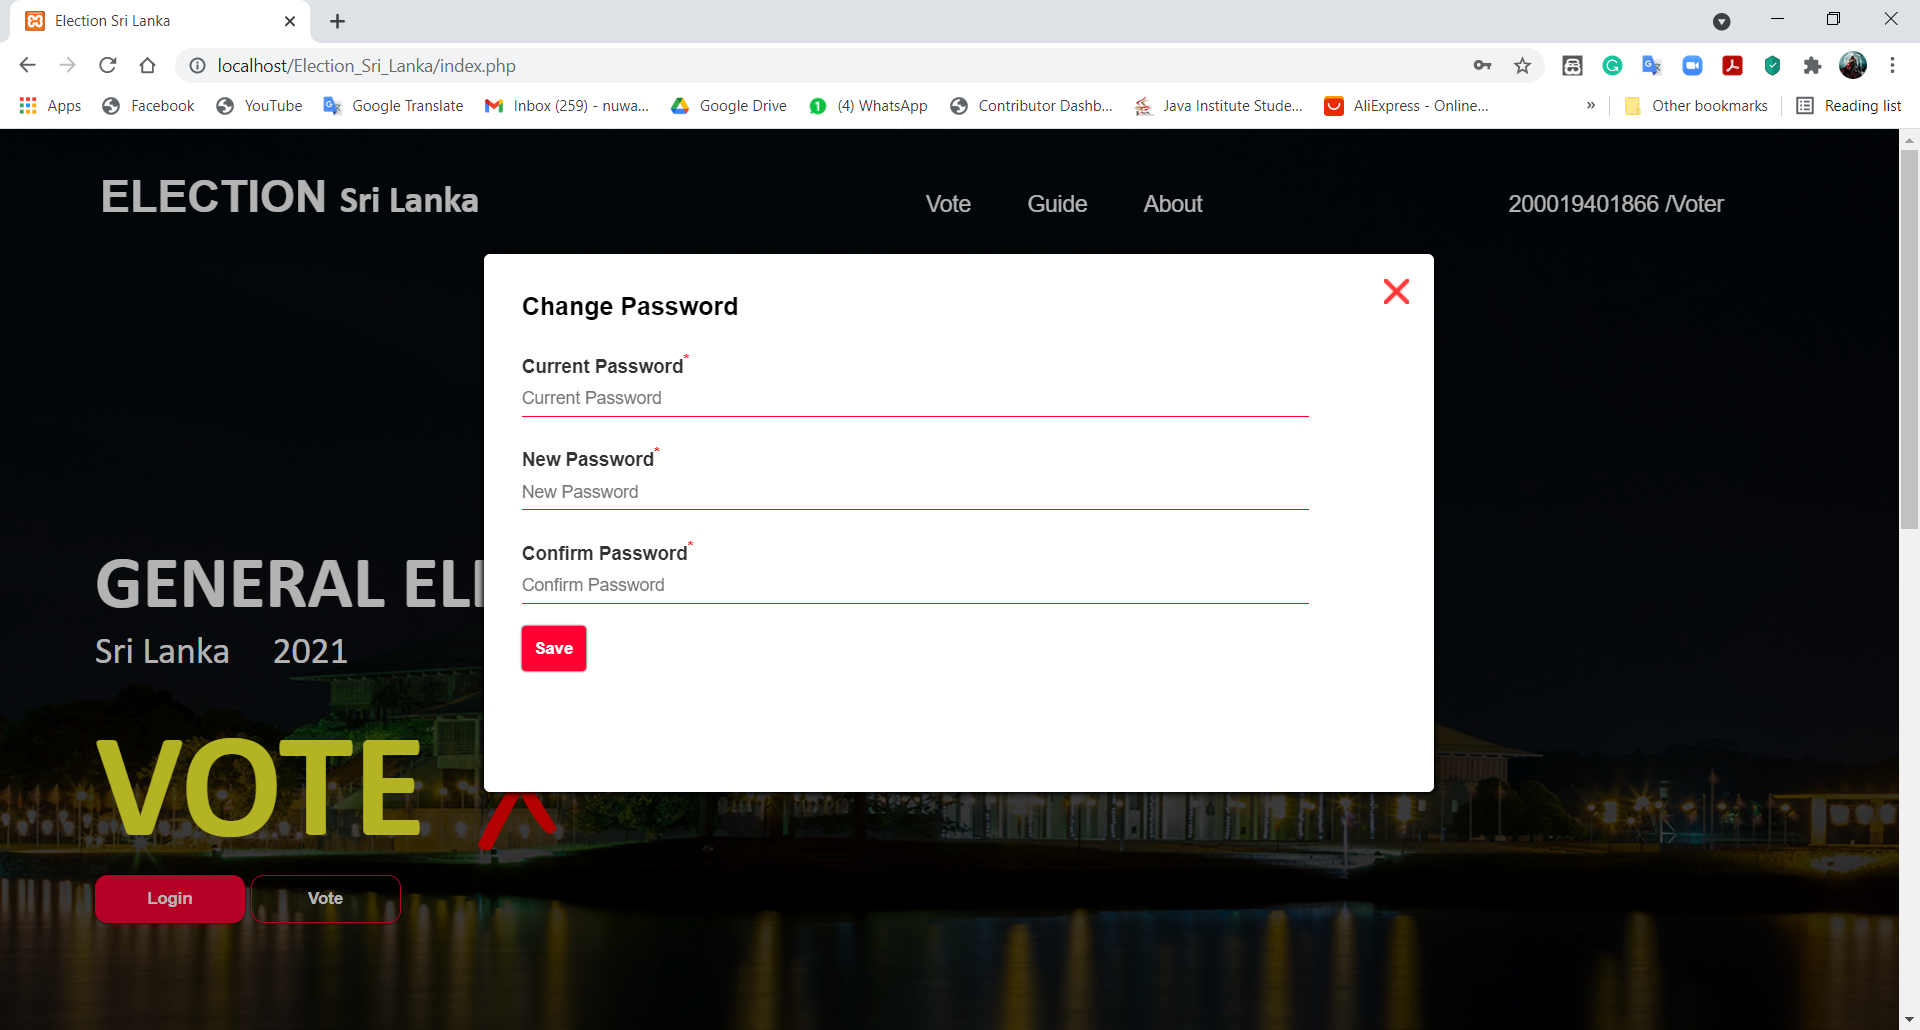 Election Sri Lanka
localhost/Election_Sri_Lanka/index.php
Apps Facebook YouTube Google Translate Inbox (259) - nuwa... Google Drive (4) WhatsApp Contributor Dashb... Java Institute Stude... AliExpress - Online... » Other bookmarks Reading list
ELECTION Sri Lanka Vote Guide About 200019401866 /Voter
Change Password
Current Password*
Current Password
New Password*
New Password
Confirm Password*
Confirm Password
Save
GENERAL EL
Sri Lanka 2021
VOTE
Login Vote